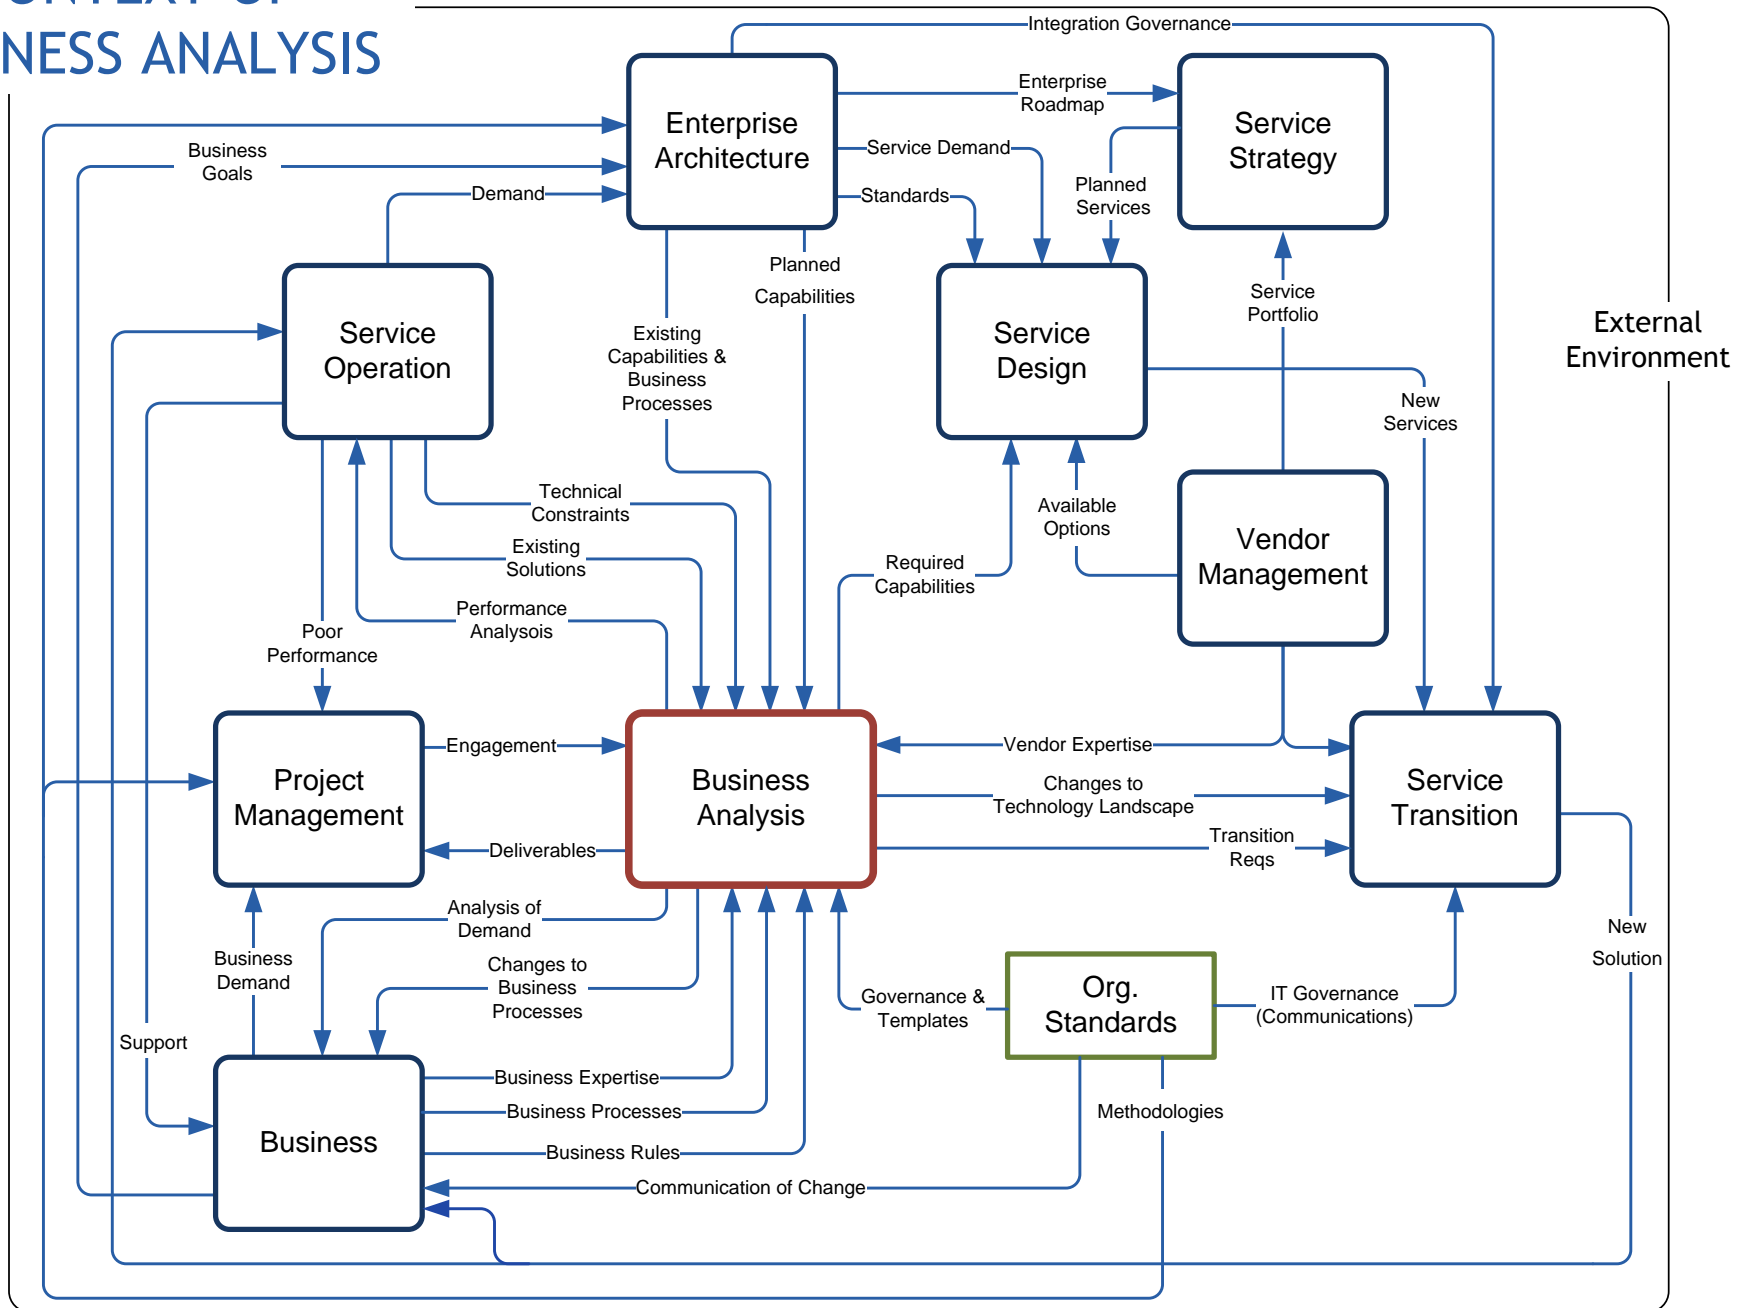 NESS ANALYSIS
Integration Governance
Enterprise
Roadmap
Enterprise
Architecture
Service
Strategy
Business
Goals
Service Demand
Demand
Standards
Planned
Services
Planned
Capabilities
Service
Portfolio
Service
Operation
Existing
Capabilities &
Business
Processes
Service
Design
External
Environment
New
Services
Technical
Constraints
Available
Options
Vendor
Management
Existing
Solutions
Required
Capabilities
Performance
Analysois
Poor
Performance
Engagement
Vendor Expertise
Project
Management
Business
Analysis
Changes to
Technology Landscape
Service
Transition
Deliverables
Transition
Reqs
Analysis of
Demand
New
Solution
Business
Demand
Changes to
Business
Processes
Org.
Standards
Governance &
Templates
IT Governance
(Communications)
Support
Business Expertise
Business Processes
Methodologies
Business
Business Rules
Communication of Change